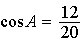 cos A = 12/20